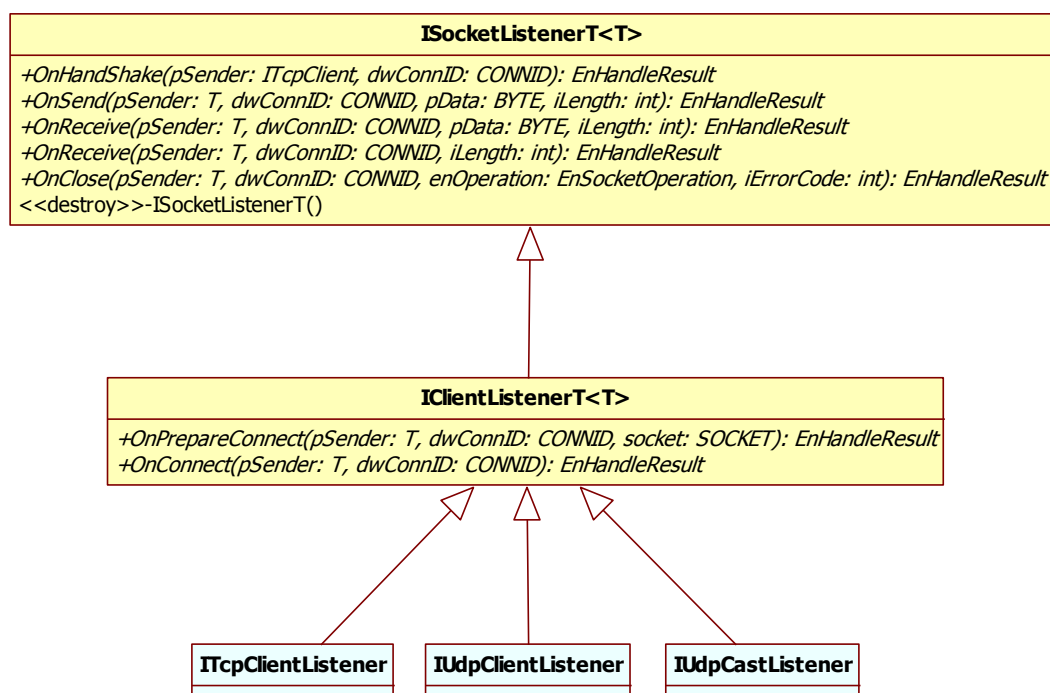 ISocketListenerT<T>
+OnHandShake(pSender: ITcpClient, dwConnID: CONNID): EnHandleResult
+OnSend(pSender: T, dwConnID: CONNID, pData: BYTE, iLength: int): EnHandleResult
+OnReceive(pSender: T, dwConnID: CONNID, pData: BYTE, iLength: int): EnHandleResult
+OnReceive(pSender: T, dwConnID: CONNID, iLength: int): EnHandleResult
+OnClose(pSender: T, dwConnID: CONNID, enOperation: EnSocketOperation, iErrorCode: int): EnHandleResult
<<destroy>>-ISocketListenerT()
IClientListenerT<T>
+OnPrepareConnect(pSender: T, dwConnID: CONNID, socket: SOCKET): EnHandleResult
+OnConnect(pSender: T, dwConnID: CONNID): EnHandleResult
ITcpClientListener
IUdpClientListener
IUdpCastListener